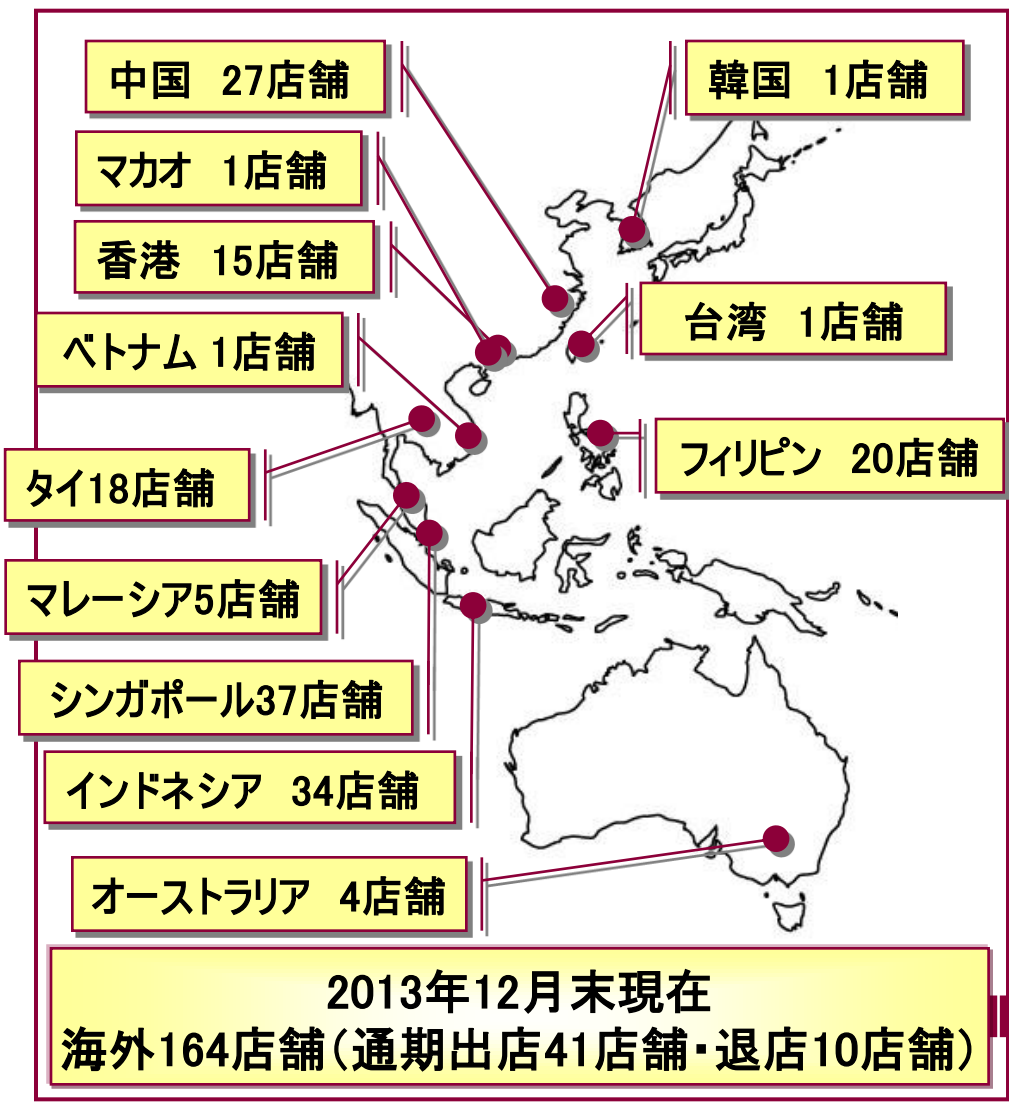 中国　27店舗
韓国　1店舗
マカオ　1店舗
香港　15店舗
台湾　1店舗
ベトナム 1店舗
フィリピン　20店舗
タイ18店舗
マレーシア5店舗
シンガポール37店舗
インドネシア　34店舗
オーストラリア　4店舗
2013年12月末現在
海外164店舗（通期出店41店舗・退店10店舗）